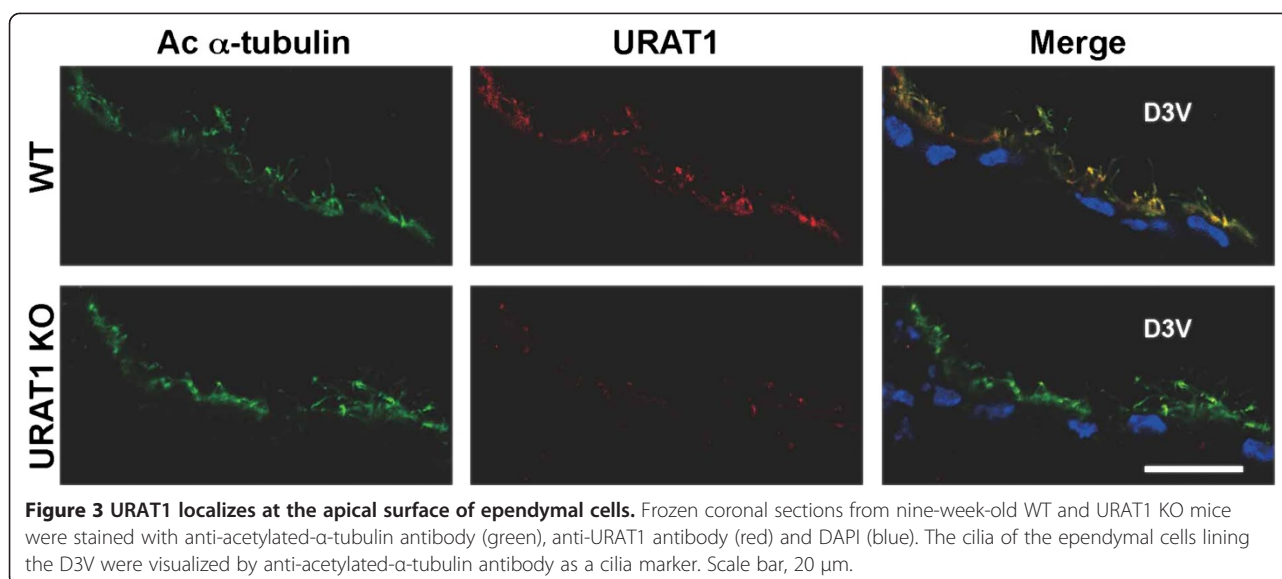 Ac α-tubulin URAT1 Merge
WT
D3V
URAT1 KO
D3V
Figure 3 URAT1 localizes at the apical surface of ependymal cells. Frozen coronal sections from nine-week-old WT and URAT1 KO mice
were stained with anti-acetylated-α-tubulin antibody (green), anti-URAT1 antibody (red) and DAPI (blue). The cilia of the ependymal cells lining
the D3V were visualized by anti-acetylated-α-tubulin antibody as a cilia marker. Scale bar, 20 μm.